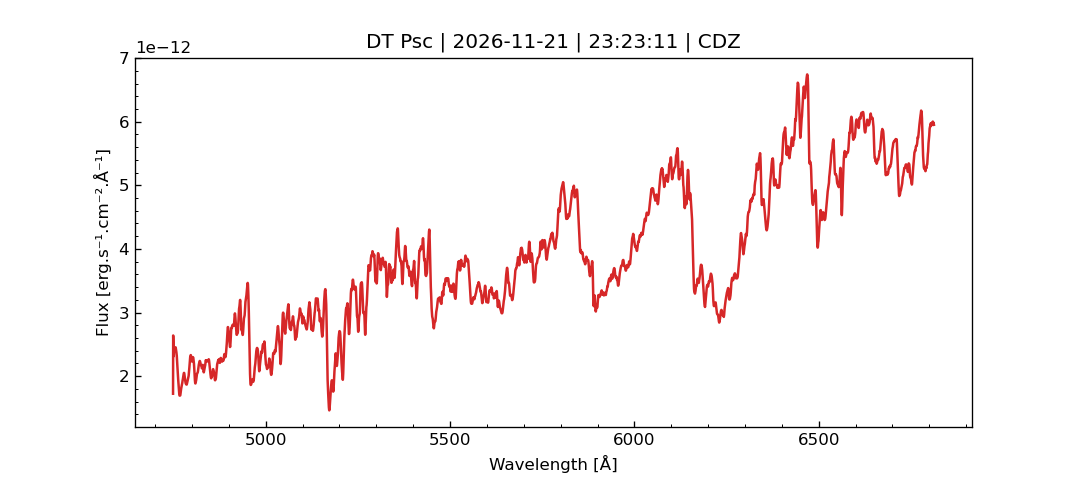 DT Psc | 2026-11-21 | 23:23:11 | CDZ
1e−12
7
6
5
4
3
2
Flux [erg.s⁻¹.cm⁻².Å⁻¹]
5000 5500 6000 6500
Wavelength [Å]